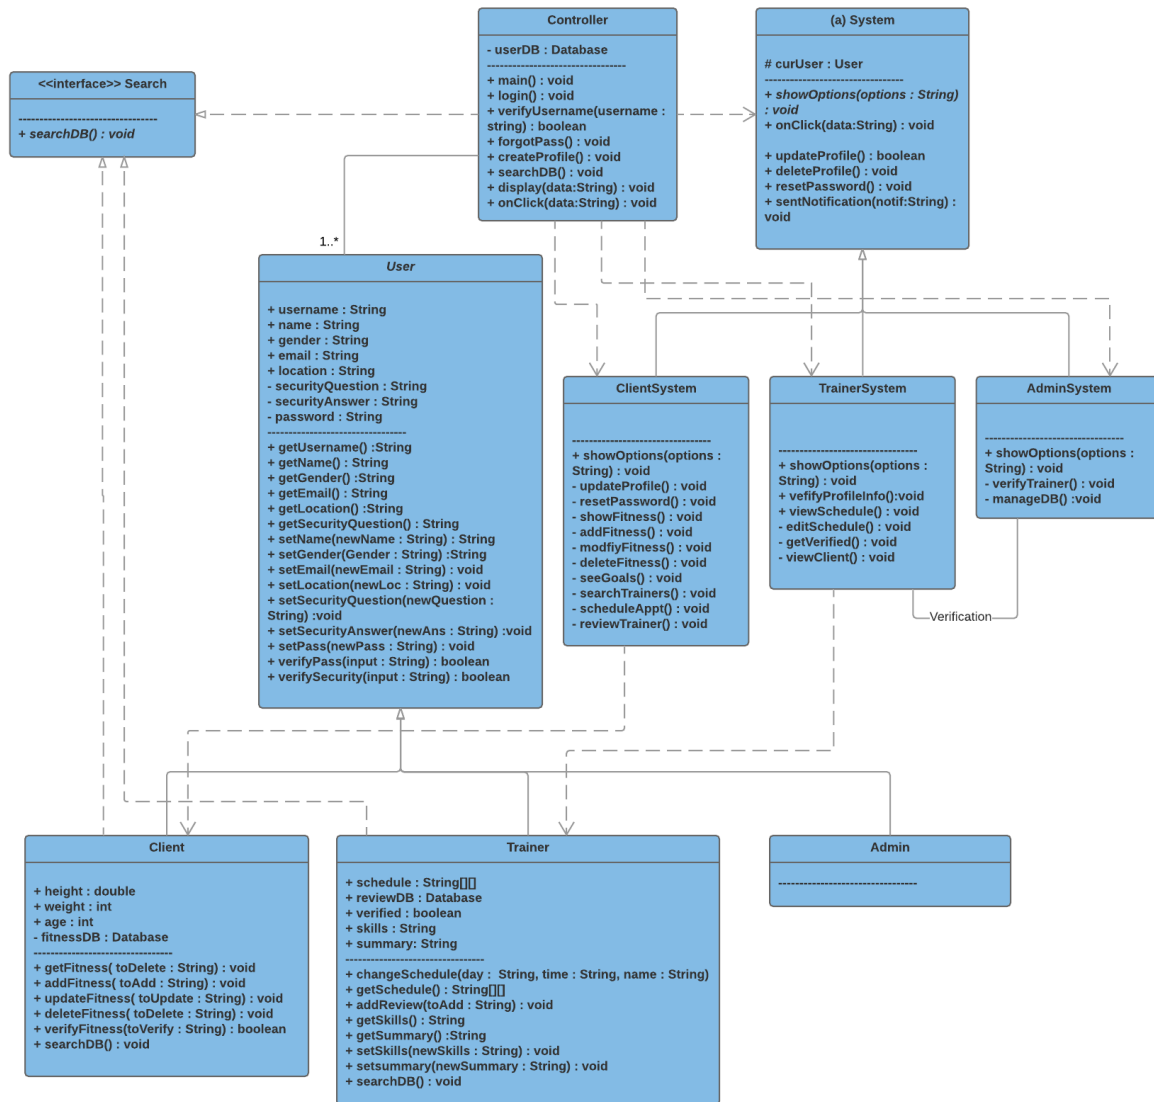 Controller
- userDB : Database
---------------------------------
+ main() : void
+ login() : void
+ verifyUsername(username :
string) : boolean
+ forgotPass() : void
+ createProfile() : void
+ searchDB() : void
+ display(data:String) : void
+ onClick(data:String) : void
(a) System
# curUser : User
---------------------------------
+ showOptions(options : String)
: void
+ onClick(data:String) : void
+ updateProfile() : boolean
+ deleteProfile() : void
+ resetPassword() : void
+ sentNotification(notif:String) :
void
<<interface>> Search
---------------------------------
+ searchDB() : void
1..*
User
+ username : String
+ name : String
+ gender : String
+ email : String
+ location : String
- securityQuestion : String
- securityAnswer : String
- password : String
---------------------------------
+ getUsername() :String
+ getName() : String
+ getGender() :String
+ getEmail() : String
+ getLocation() :String
+ getSecurityQuestion() : String
+ setName(newName : String) : String
+ setGender(Gender : String) :String
+ setEmail(newEmail : String) : void
+ setLocation(newLoc : String) : void
+ setSecurityQuestion(newQuestion :
String) :void
+ setSecurityAnswer(newAns : String) :void
+ setPass(newPass : String) : void
+ verifyPass(input : String) : boolean
+ verifySecurity(input : String) : boolean
ClientSystem
---------------------------------
+ showOptions(options :
String) : void
- updateProfile() : void
- resetPassword() : void
- showFitness() : void
- addFitness() : void
- modfiyFitness() : void
- deleteFitness() : void
- seeGoals() : void
- searchTrainers() : void
- scheduleAppt() : void
- reviewTrainer() : void
TrainerSystem
---------------------------------
+ showOptions(options :
String) : void
+ vefifyProfileInfo():void
+ viewSchedule() : void
- editSchedule() : void
- getVerified() : void
- viewClient() : void
AdminSystem
---------------------------------
+ showOptions(options :
String) : void
- verifyTrainer() : void
- manageDB() :void
Verification
Client
+ height : double
+ weight : int
+ age : int
- fitnessDB : Database
---------------------------------
+ getFitness( toDelete : String) : void
+ addFitness( toAdd : String) : void
+ updateFitness( toUpdate : String) : void
+ deleteFitness( toDelete : String) : void
+ verifyFitness(toVerify : String) : boolean
+ searchDB() : void
Trainer
+ schedule : String[][]
+ reviewDB : Database
+ verified : boolean
+ skills : String
+ summary: String
---------------------------------
+ changeSchedule(day :  String, time : String, name : String)
+ getSchedule() : String[][]
+ addReview(toAdd : String) : void
+ getSkills() : String
+ getSummary() :String
+ setSkills(newSkills : String) : void
+ setsummary(newSummary : String) : void
+ searchDB() : void
Admin
---------------------------------